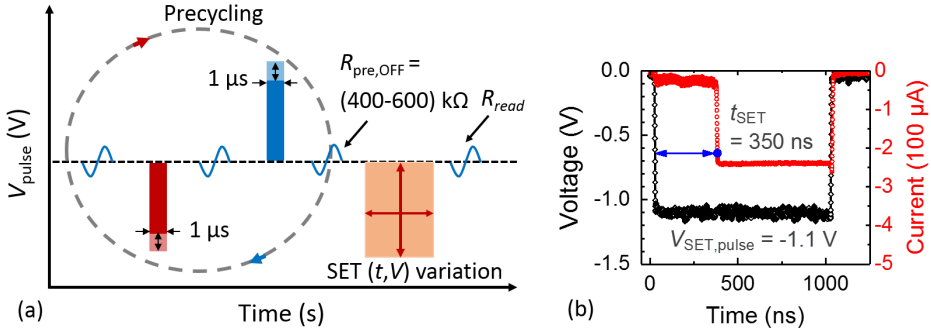 (a)
Precycling
1 µs
R_pre,OFF =
(400-600) kΩ
R_read
V_pulse (V)
1 µs
SET (t,V) variation
Time (s)
(b)
Voltage (V)
0.0
-0.5
-1.0
-1.5
t_SET
= 350 ns
V_SET,pulse = -1.1 V
0
500
1000
Time (ns)
0
-1
-2
-3
-4
-5
Current (100 µA)